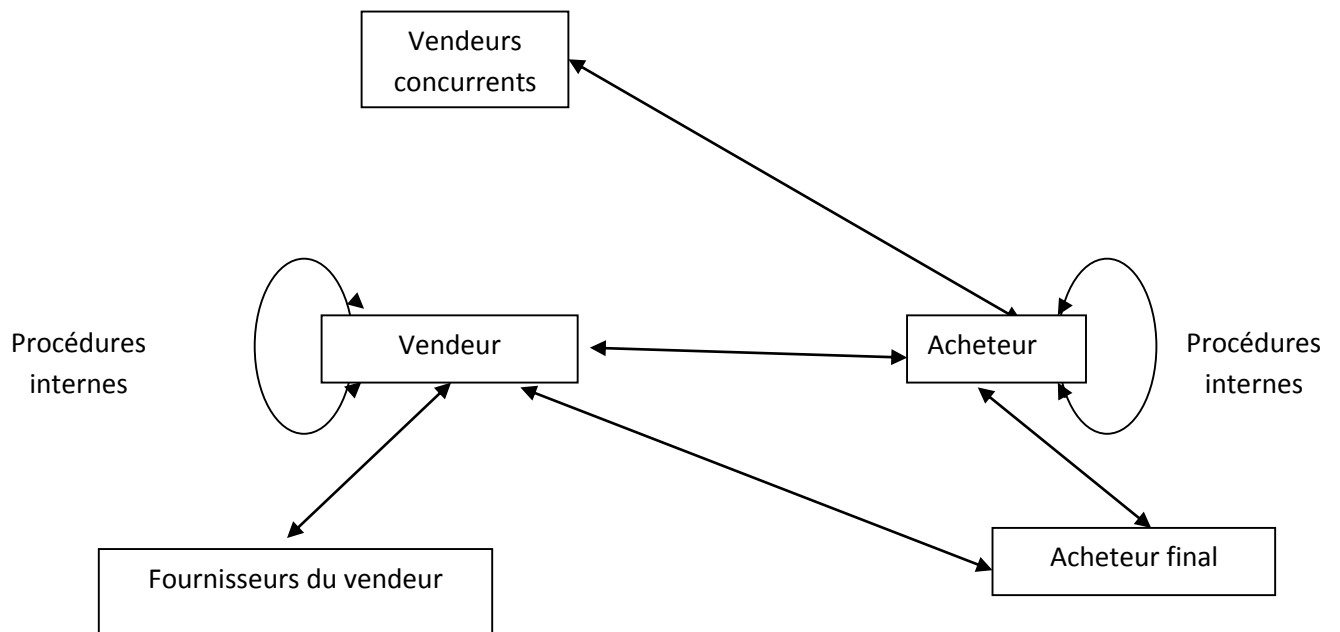 Vendeurs
concurrents
Procédures
internes
Vendeur
Acheteur
Procédures
internes
Fournisseurs du vendeur
Acheteur final